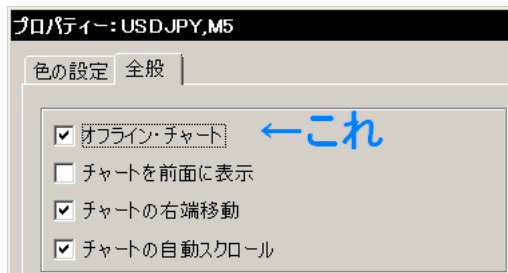 プロパティー: USDJPY,M5
色の設定 全般
オフライン・チャート ←これ
チャートを前面に表示
チャートの右端移動
チャートの自動スクロール